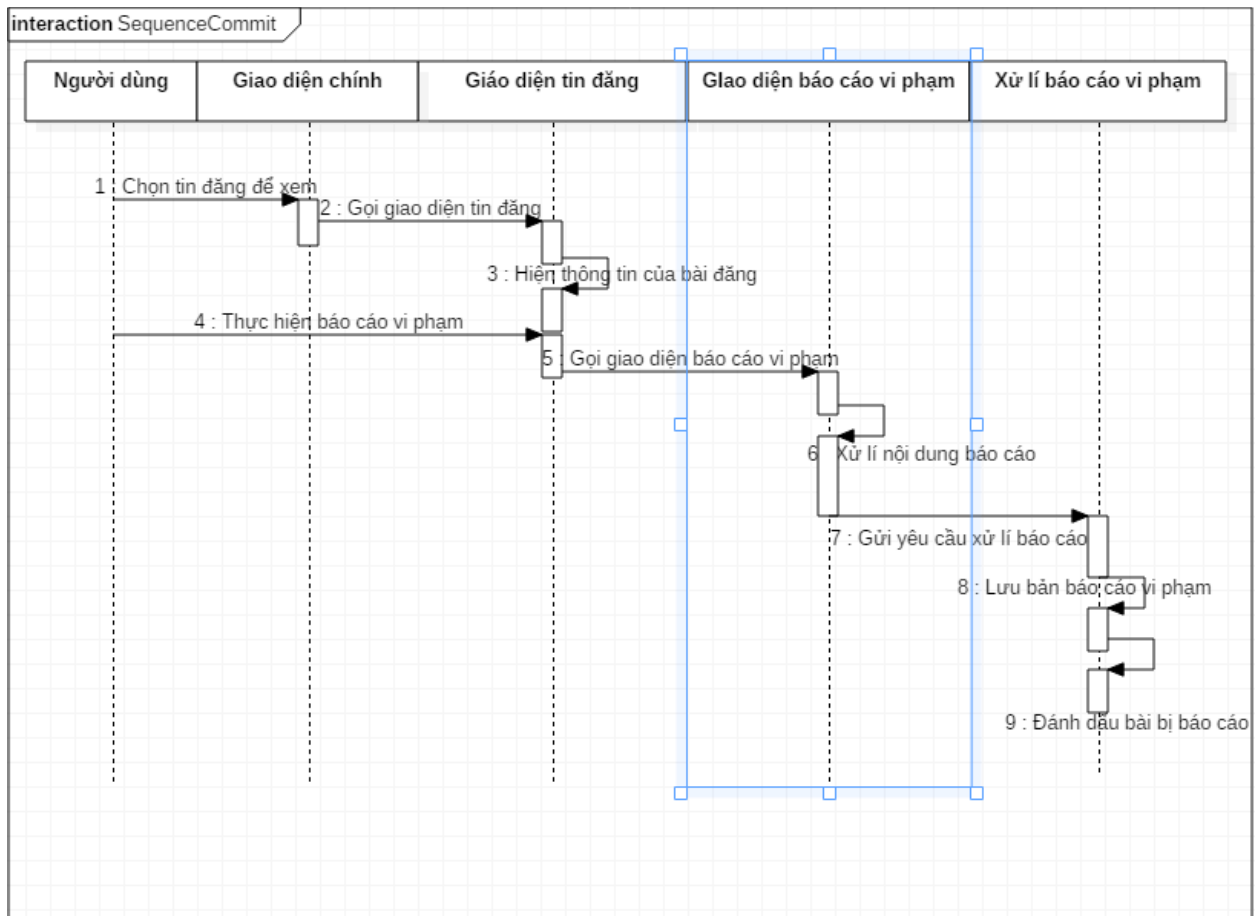 interaction SequenceCommit
Người dùng
Giao diện chính
Giáo diện tin đăng
GIao diện báo cáo vi phạm
Xử lí báo cáo vi phạm
1 : Chọn tin đăng để xem
2 : Gọi giao diện tin đăng
3 : Hiện thông tin của bài đăng
4 : Thực hiện báo cáo vi phạm
5 : Gọi giao diện báo cáo vi phạm
6 : Xử lí nội dung báo cáo
7 : Gửi yêu cầu xử lí báo cáo
8 : Lưu bản báo cáo vi phạm
9 : Đánh dấu bài bị báo cáo